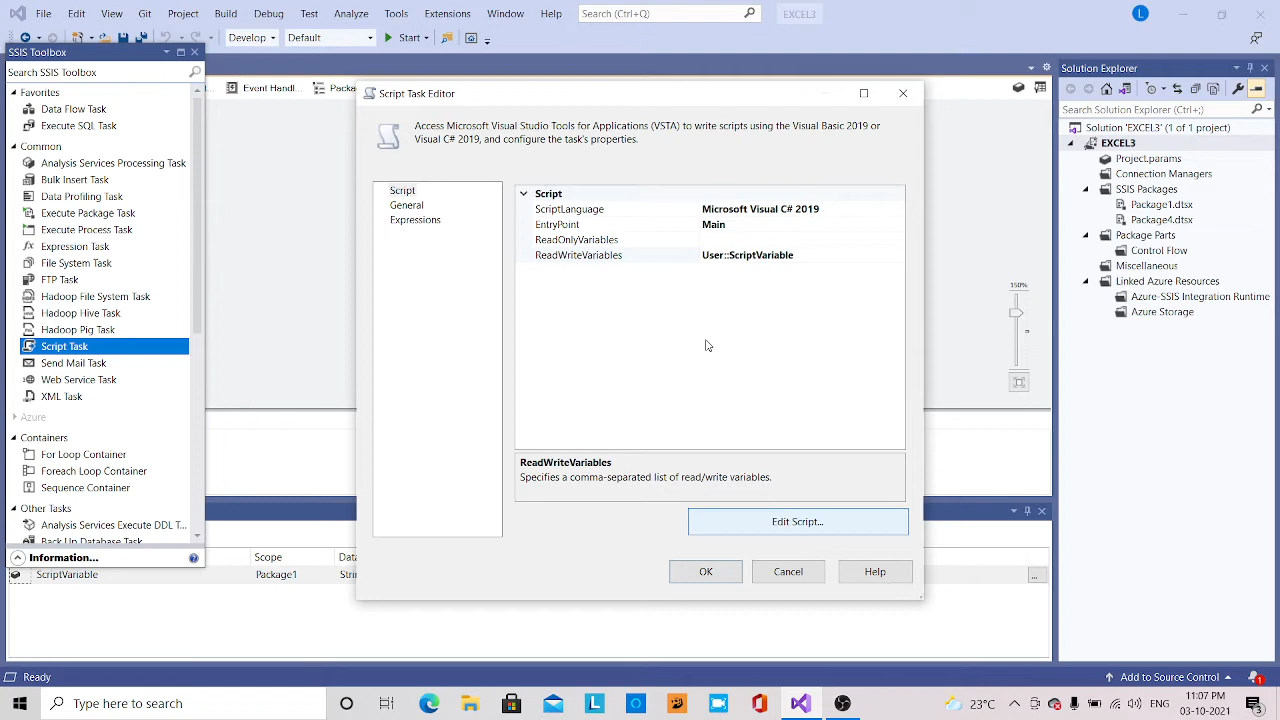 File Edit View Git Project Build Debug Test Analyze Tools Extensions Window Help Search (Ctrl+Q) EXCEL3 L
Develop Default Start
SSIS Toolbox
Search SSIS Toolbox
Favorites
Data Flow Task
Execute SQL Task
Common
Analysis Services Processing Task
Bulk Insert Task
Data Profiling Task
Execute Package Task
Execute Process Task
Expression Task
File System Task
FTP Task
Hadoop File System Task
Hadoop Hive Task
Hadoop Pig Task
Script Task
Send Mail Task
Web Service Task
XML Task
Azure
Containers
For Loop Container
Foreach Loop Container
Sequence Container
Other Tasks
Analysis Services Execute DDL T...
Back Up Database Task
Information...
Event Handl...
Script Task Editor
Access Microsoft Visual Studio Tools for Applications (VSTA) to write scripts using the Visual Basic 2019 or
Visual C# 2019, and configure the task's properties.
Script
General
Expressions
Script
ScriptLanguage Microsoft Visual C# 2019
EntryPoint Main
ReadOnlyVariables
ReadWriteVariables User::ScriptVariable
ReadWriteVariables
Specifies a comma-separated list of read/write variables.
Edit Script...
OK Cancel Help
150%
Scope
ScriptVariable Package1 ...
Solution Explorer
Search Solution Explorer
Solution 'EXCEL3' (1 of 1 project)
EXCEL3
Project.params
Connection Managers
SSIS Packages
Package1.dtsx
Package4.dtsx
Package Parts
Control Flow
Miscellaneous
Linked Azure Resources
Azure-SSIS Integration Runtime
Azure Storage
Ready Add to Source Control 1
Type here to search L 23°C 11:07 PM
03-10-2021 3